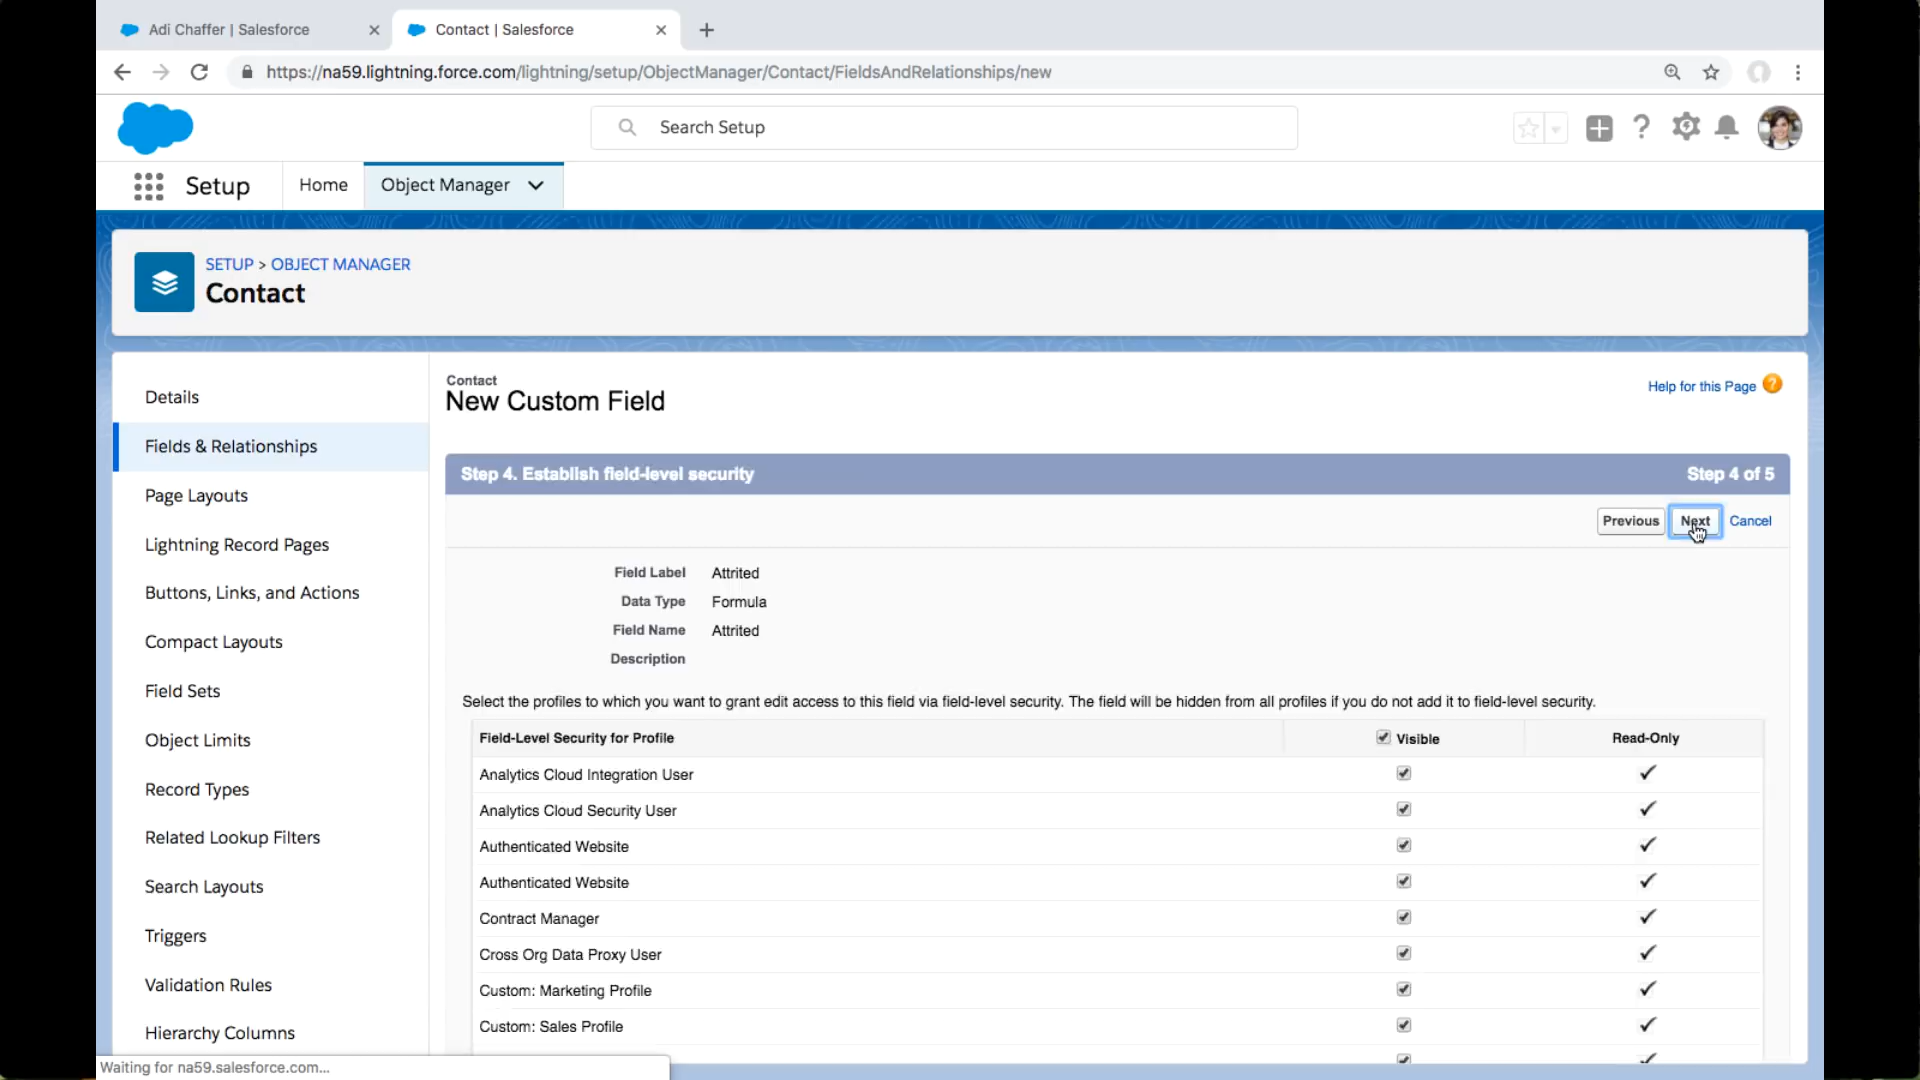 Adi Chaffer | Salesforce
Contact | Salesforce
https://na59.lightning.force.com/lightning/setup/ObjectManager/Contact/FieldsAndRelationships/new
Search Setup
Setup
Home
Object Manager
SETUP > OBJECT MANAGER
Contact
Details
Fields & Relationships
Page Layouts
Lightning Record Pages
Buttons, Links, and Actions
Compact Layouts
Field Sets
Object Limits
Record Types
Related Lookup Filters
Search Layouts
Triggers
Validation Rules
Hierarchy Columns
Contact
New Custom Field
Help for this Page ?
Step 4. Establish field-level security
Step 4 of 5
Previous Next Cancel
Field Label Attrited
Data Type Formula
Field Name Attrited
Description
Select the profiles to which you want to grant edit access to this field via field-level security. The field will be hidden from all profiles if you do not add it to field-level security.
Field-Level Security for Profile Visible Read-Only
Analytics Cloud Integration User
Analytics Cloud Security User
Authenticated Website
Authenticated Website
Contract Manager
Cross Org Data Proxy User
Custom: Marketing Profile
Custom: Sales Profile
Waiting for na59.salesforce.com...